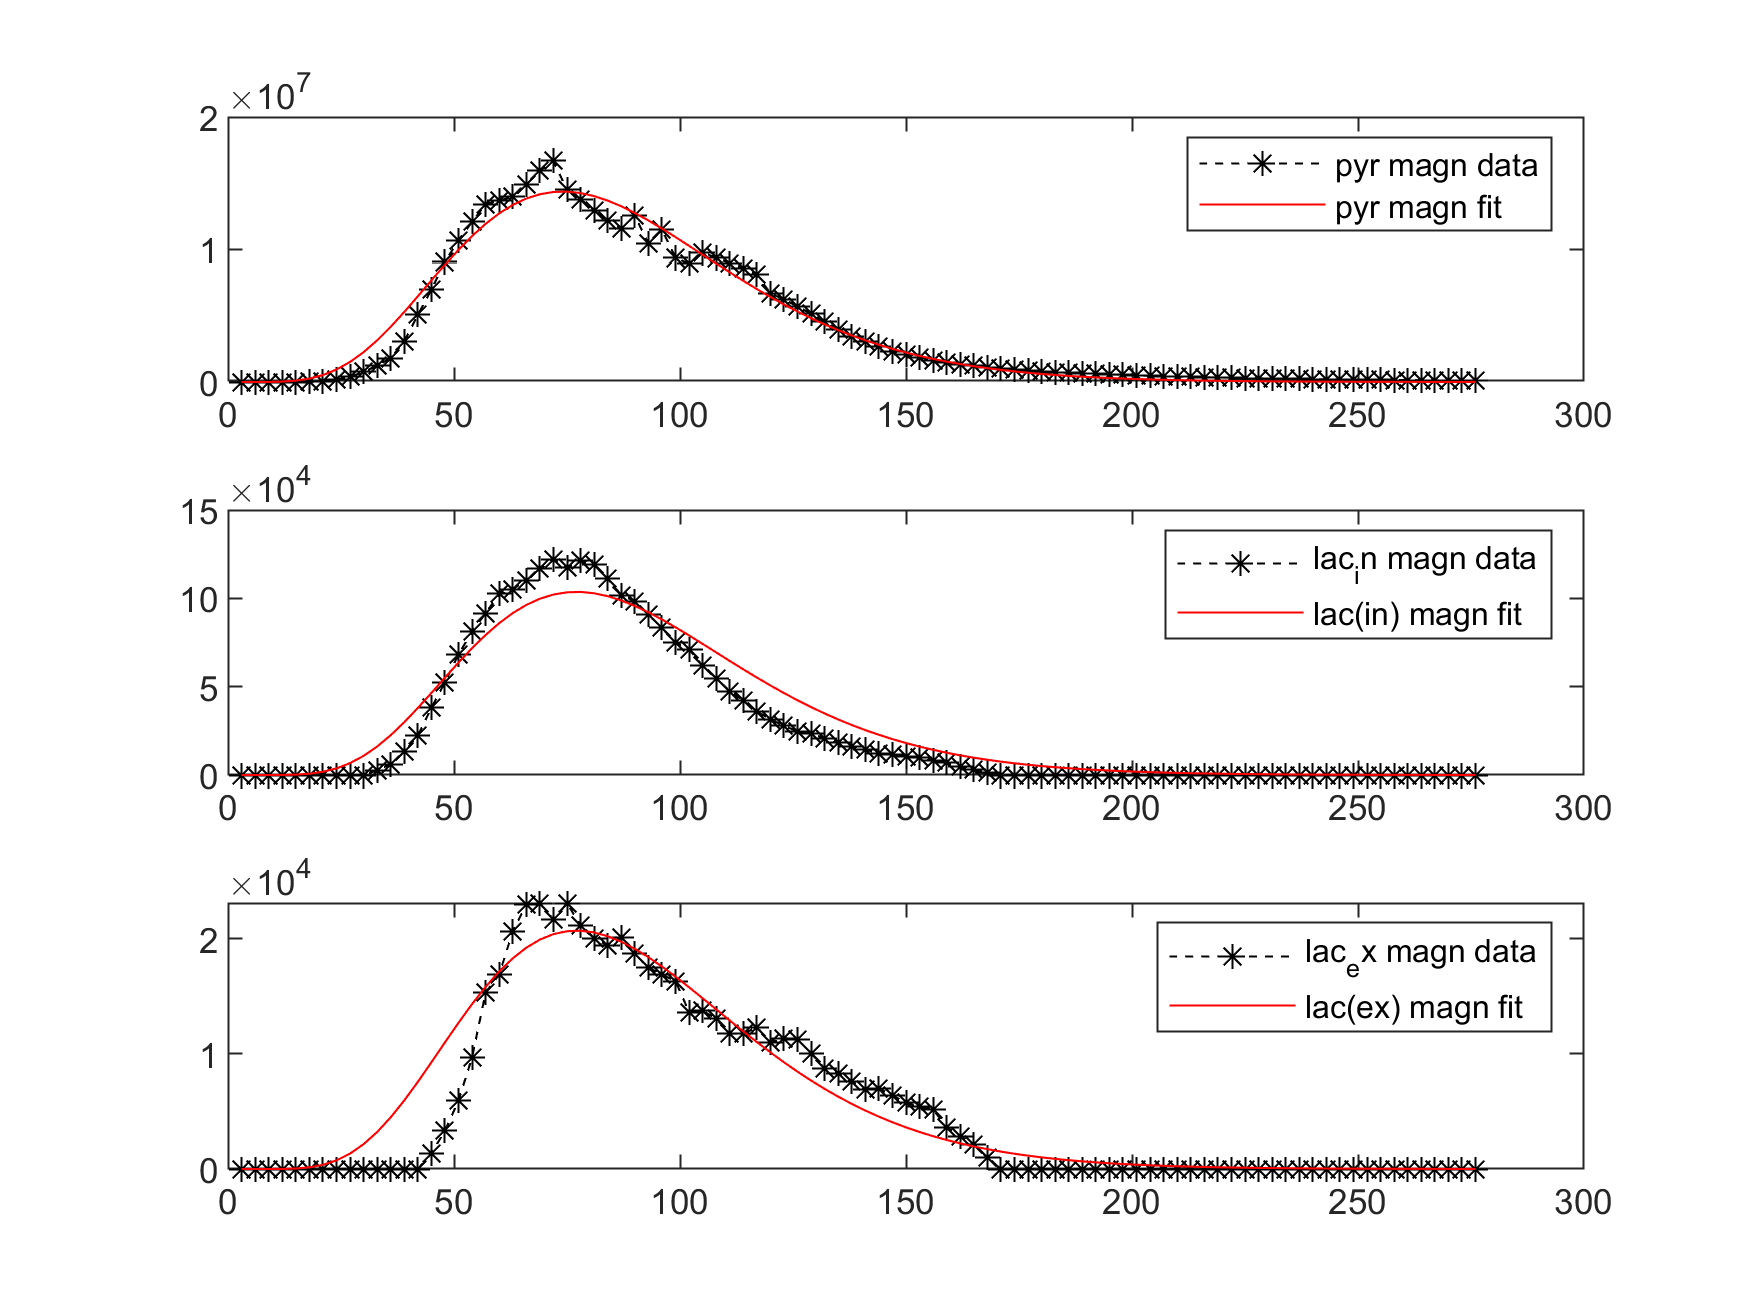 ×10^7
2
1
0
0 50 100 150 200 250 300
pyr magn data
pyr magn fit
×10^4
15
10
5
0
0 50 100 150 200 250 300
lac_in magn data
lac(in) magn fit
×10^4
2
1
0
0 50 100 150 200 250 300
lac_ex magn data
lac(ex) magn fit